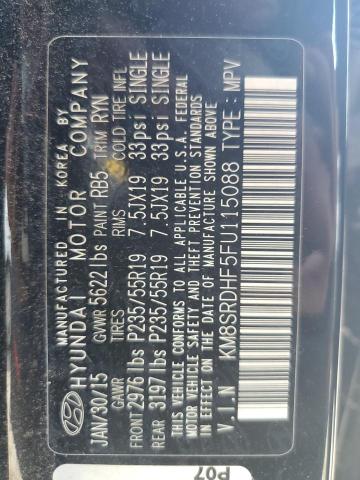 MFD IN KOREA BY
HYUNDAI MOTOR COMPANY
JAN/30/15 GVWR 5622 lbs PAINT RB5 TRIM RYN
GAWR TIRES RIMS COLD TIRE INFL
FRONT 2976 lbs P235/55R19 7.5JX19 33psi SINGLE
REAR 3197 lbs P235/55R19 7.5JX19 33psi SINGLE
THIS VEHICLE CONFORMS TO ALL APPLICABLE U.S.A. FEDERAL
MOTOR VEHICLE SAFETY AND THEFT PREVENTION STANDARDS
IN EFFECT ON THE DATE OF MANUFACTURE SHOWN ABOVE.
V.I.N : KM8SRDHF5FU115088 TYPE : MPV
P07